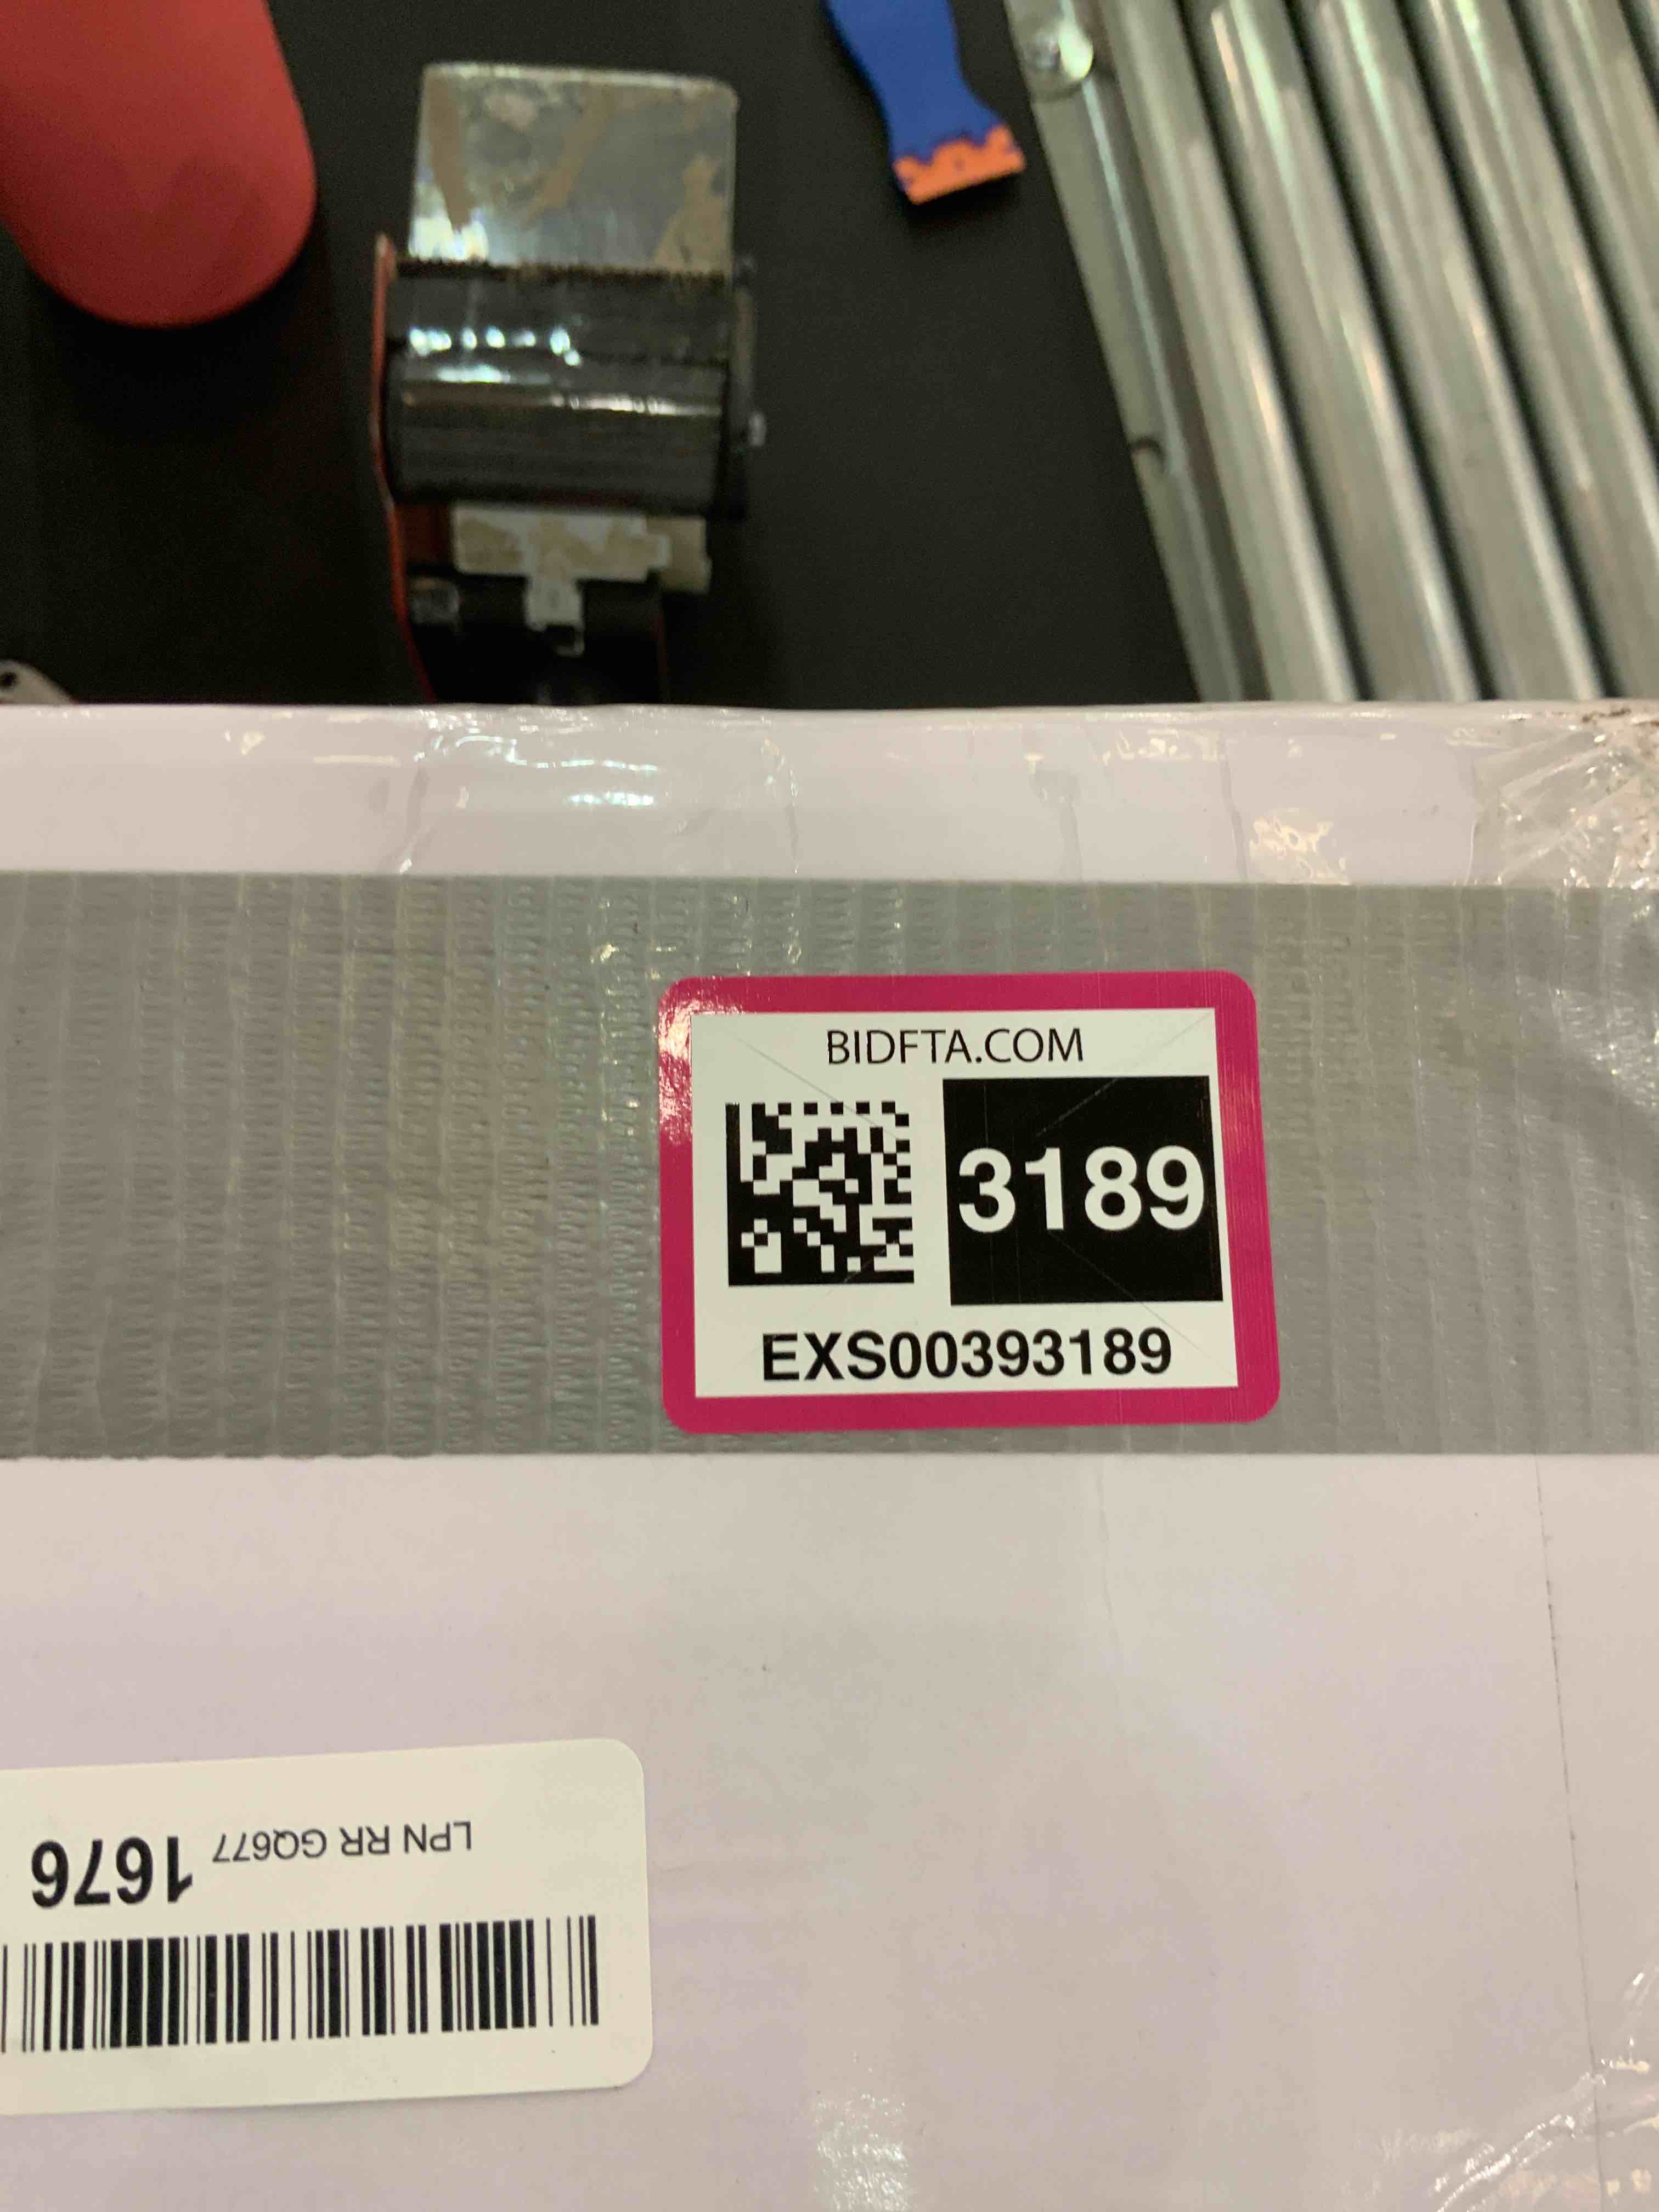 BIDFTA.COM
3189
EXS00393189
LPN RR GQ677 1676